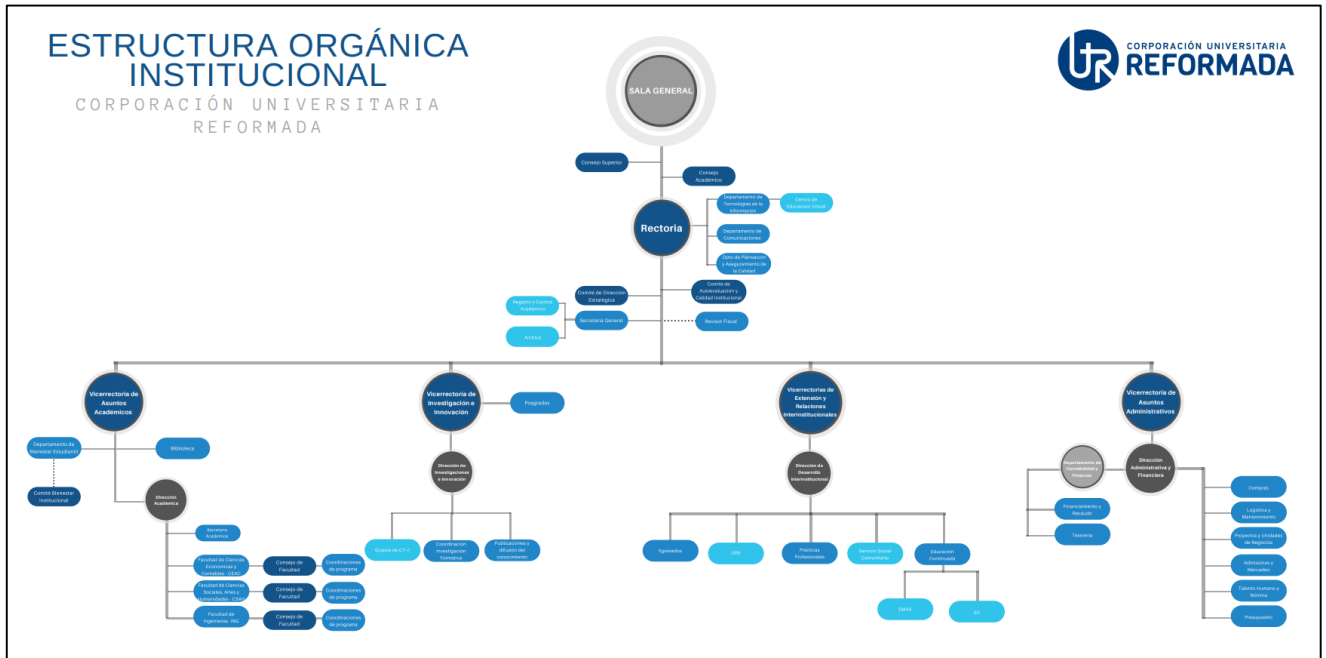 ESTRUCTURA ORGÁNICA
INSTITUCIONAL
CORPORACIÓN UNIVERSITARIA
REFORMADA
CORPORACIÓN UNIVERSITARIA
REFORMADA
SALA GENERAL
Consejo Superior
Consejo
Académico
Rectoria
Departamento de
Tecnologías de la
Información
Centro de
Educación Virtual
Departamento de
Comunicaciones
Dpto de Planeación
y Aseguramiento de
la Calidad
Comité de Dirección
Estratégica
Comité de
Autoevaluación y
Calidad Institucional
Registro y Control
Académico
Secretaria General
Revisor Fiscal
Archivo
Vicerrectoría de
Asuntos
Académicos
Vicerrectoría de
Investigación e
Innovación
Posgrados
Vicerrectorías de
Extensión y
Relaciones
Interinstitucionales
Vicerrectoría de
Asuntos
Administrativos
Departamento de
Bienestar Estudiantil
Biblioteca
Comité Bienestar
Institucional
Dirección
Académica
Secretaria
Académica
Facultad de Ciencias
Económicas y
Contables - CEAC
Consejo de
Facultad
Coordinaciones
de programa
Facultad de Ciencias
Sociales, Artes y
Humanidades - CSAH
Consejo de
Facultad
Coordinaciones
de programa
Facultad de
Ingenierías -ING
Consejo de
Facultad
Coordinaciones
de programa
Dirección de
Investigaciones
e Innovación
Grupos de CT+I
Coordinación
Investigación
Formativa
Publicaciones y
difusión del
conocimiento
Dirección de
Desarrollo
Interinstitucional
Egresados
ORII
Prácticas
Profesionales
Servicio Social
Comunitario
Educación
Continuada
EMAS
Departamento de
Contabilidad y
Finanzas
Dirección
Administrativa y
Financiera
Financiamiento y
Recaudo
Tesorería
Compras
Logística y
Mantenimiento
Proyectos y Unidades
de Negocios
Admisiones y
Mercadeo
Talento Humano y
Nómina
Presupuesto